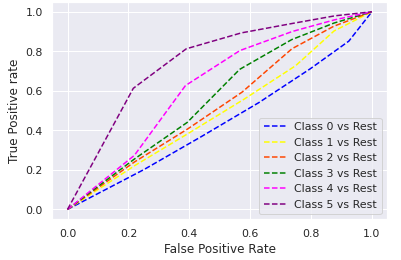 1.0
0.8
0.6
0.4
0.2
0.0
True Positive rate
Class 0 vs Rest
Class 1 vs Rest
Class 2 vs Rest
Class 3 vs Rest
Class 4 vs Rest
Class 5 vs Rest
0.0 0.2 0.4 0.6 0.8 1.0
False Positive Rate